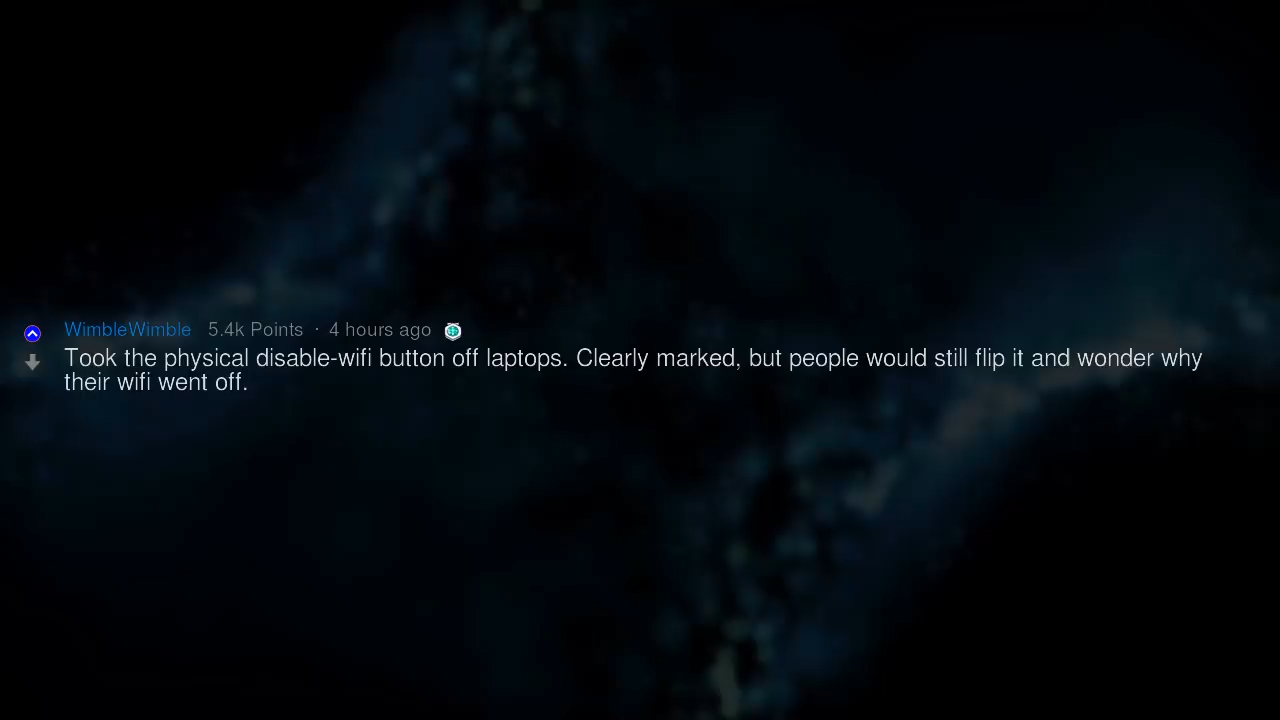 WimbleWimble 5.4k Points · 4 hours ago
Took the physical disable-wifi button off laptops. Clearly marked, but people would still flip it and wonder why
their wifi went off.